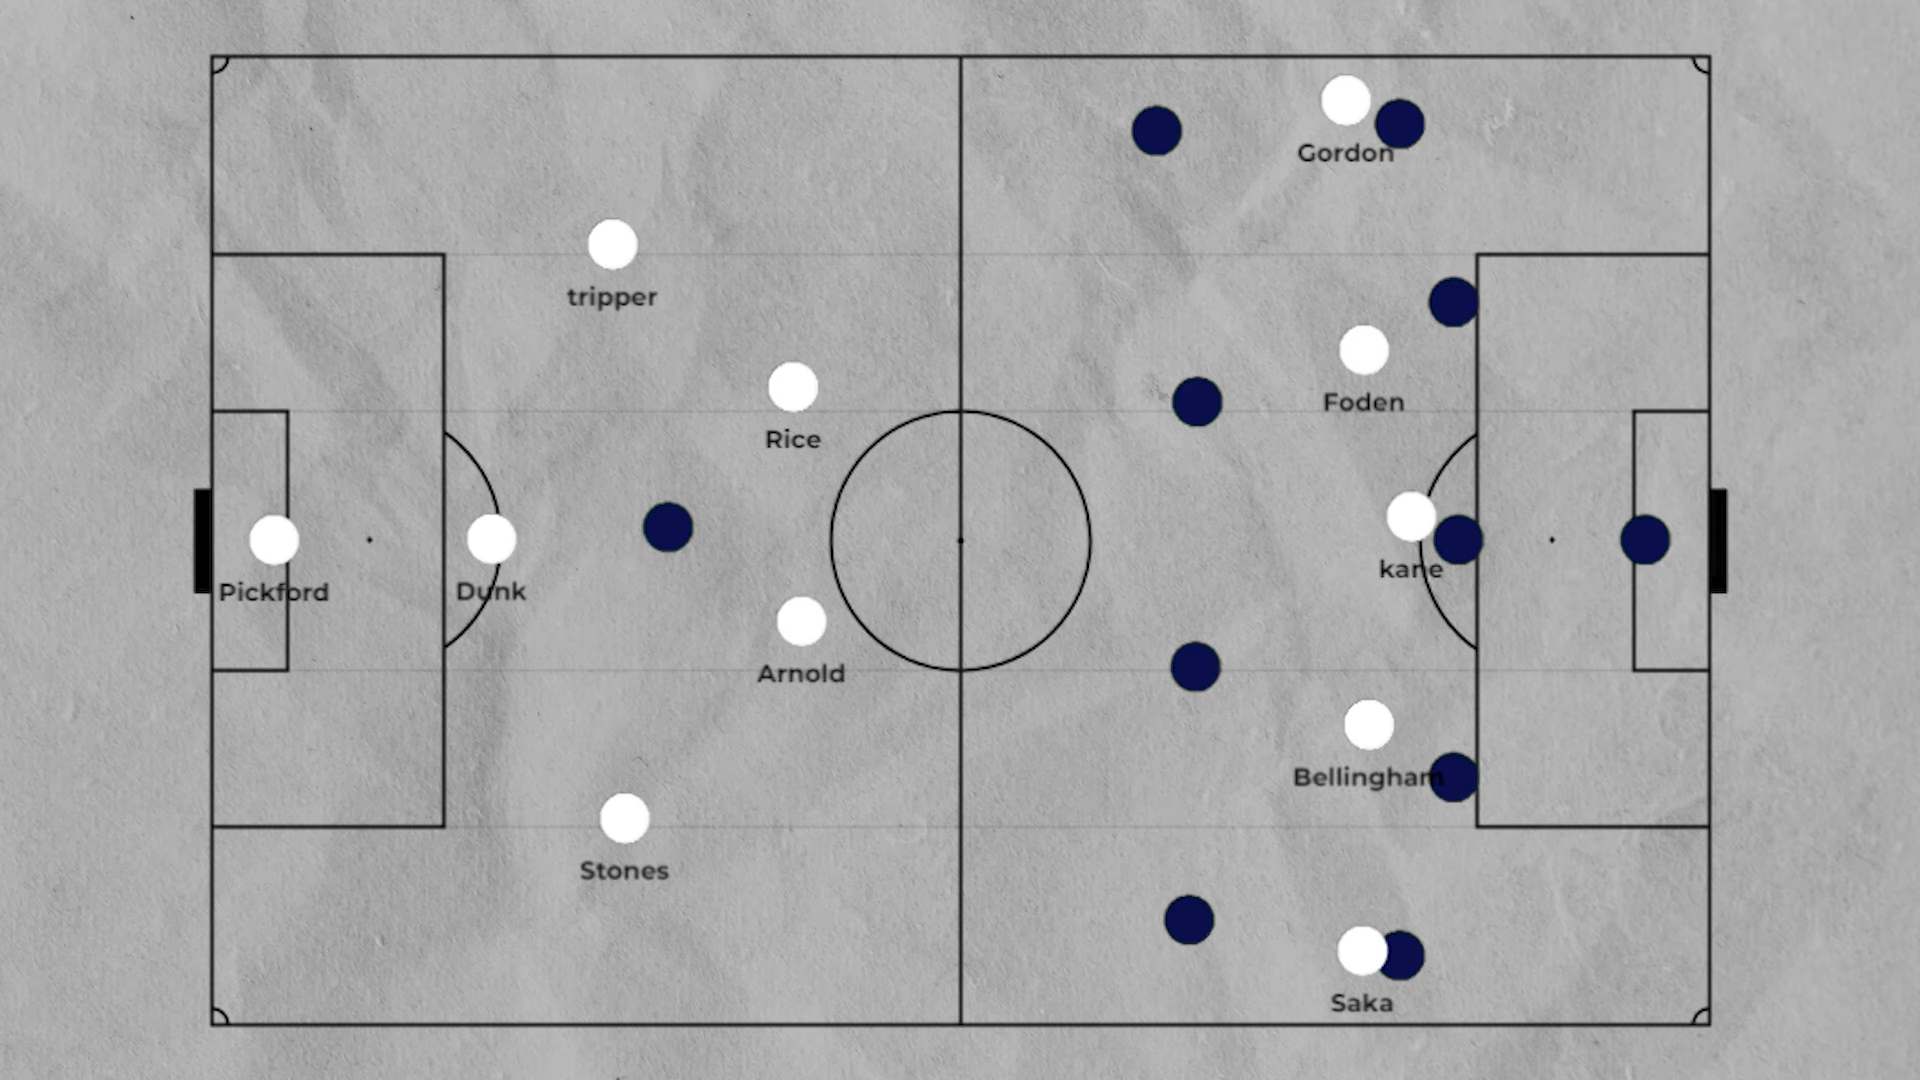 Gordon
tripper
Foden
Rice
kane
Pickford
Dunk
Arnold
Bellingham
Stones
Saka